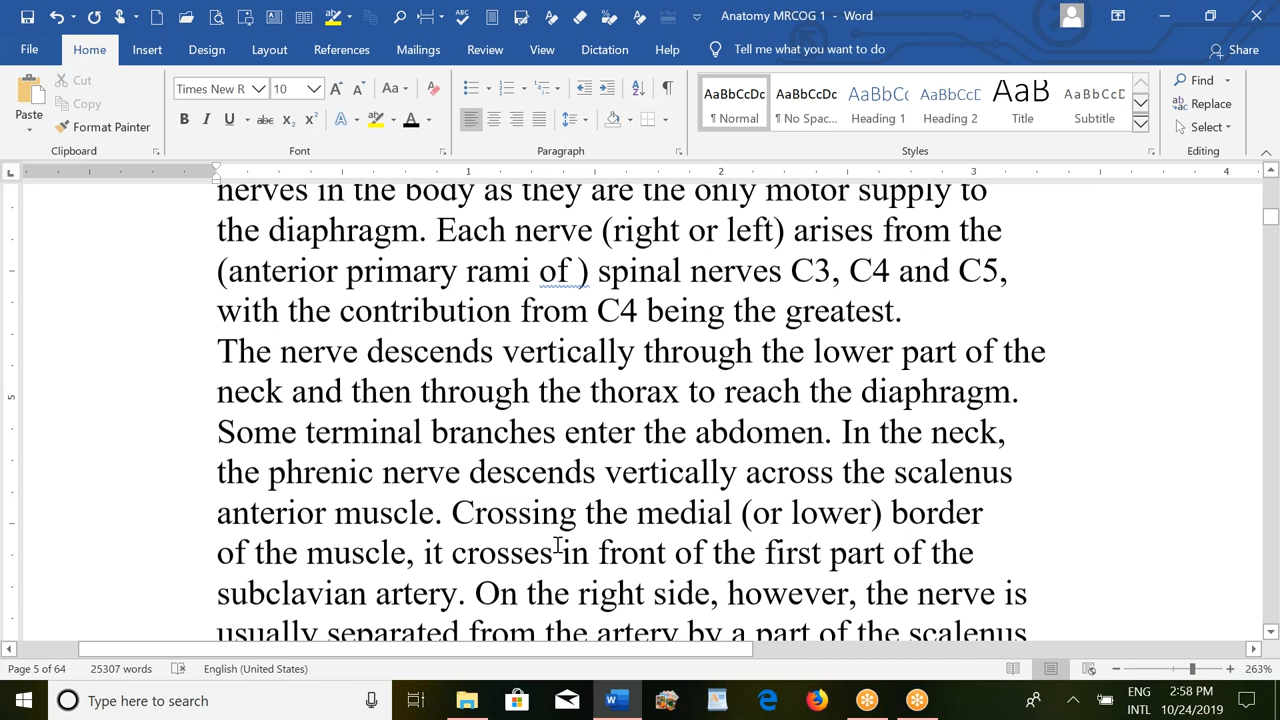 Anatomy MRCOG 1 - Word
File Home Insert Design Layout References Mailings Review View Dictation Help Tell me what you want to do Share
Paste Cut Copy Format Painter
Times New R 10
AaBbCcDc AaBbCcDc AaBbCc AaBbCcD AaB AaBbCcD
¶ Normal ¶ No Spac... Heading 1 Heading 2 Title Subtitle
Find Replace Select
Clipboard Font Paragraph Styles Editing
1 2 3 4
nerves in the body as they are the only motor supply to
the diaphragm. Each nerve (right or left) arises from the
(anterior primary rami of ) spinal nerves C3, C4 and C5,
with the contribution from C4 being the greatest.
The nerve descends vertically through the lower part of the
neck and then through the thorax to reach the diaphragm.
Some terminal branches enter the abdomen. In the neck,
the phrenic nerve descends vertically across the scalenus
anterior muscle. Crossing the medial (or lower) border
of the muscle, it crosses in front of the first part of the
subclavian artery. On the right side, however, the nerve is
usually separated from the artery by a part of the scalenus
5
Page 5 of 64 25307 words English (United States) 263%
Type here to search
ENG 2:58 PM
INTL 10/24/2019